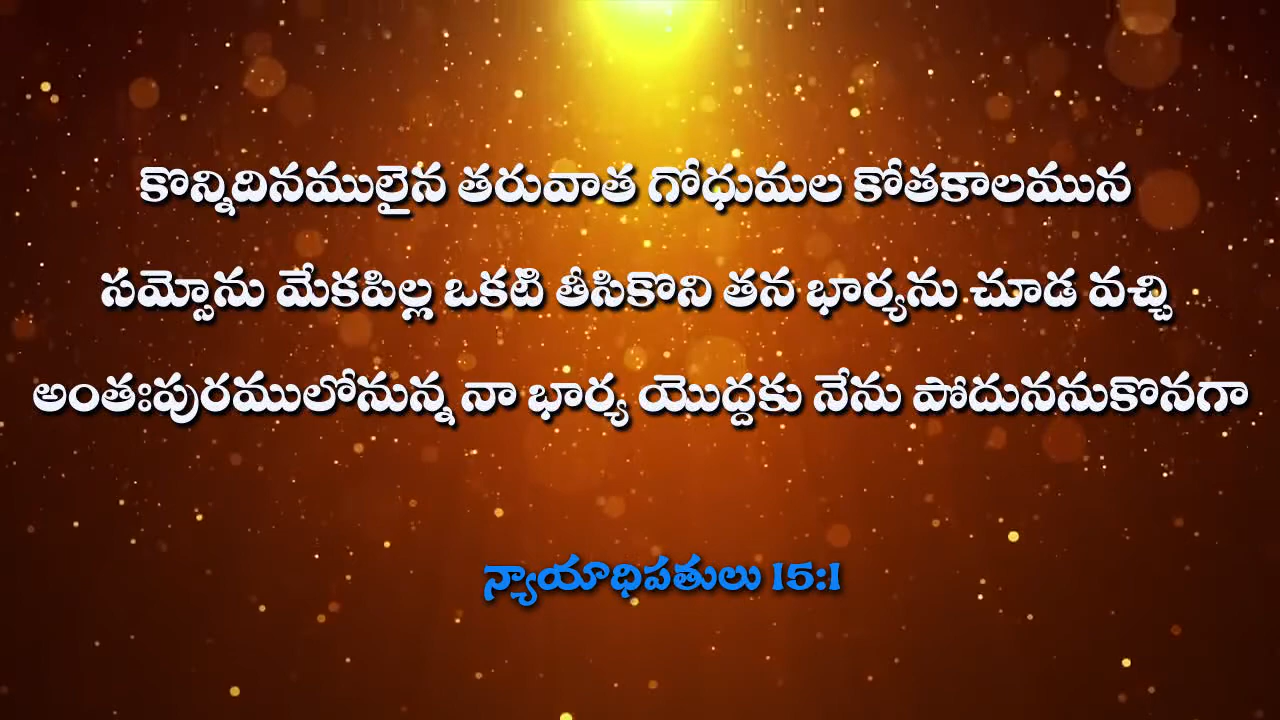 కొన్నిదినములైన తరువాత గోధుమల కోతకాలమున
సమ్సోను మేకపిల్ల ఒకటి తీసికొని తన భార్యను చూడ వచ్చి
అంతఃపురములోనున్న నా భార్య యొద్దకు నేను పోదుననుకొనగా
న్యాయాధిపతులు 15:1